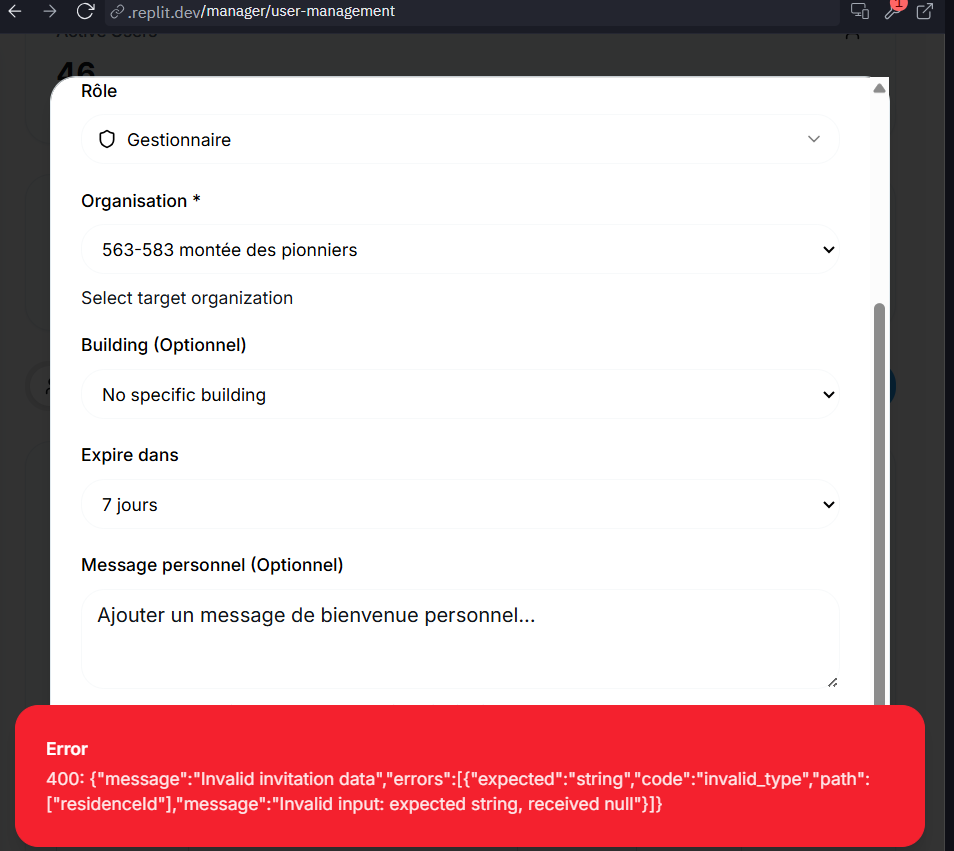 .replit.dev/manager/user-management
1
Active Users
46
Rôle
Gestionnaire
Organisation *
563-583 montée des pionniers
Select target organization
Building (Optionnel)
No specific building
Expire dans
7 jours
Message personnel (Optionnel)
Ajouter un message de bienvenue personnel...
Error
400: {"message":"Invalid invitation data","errors":[{"expected":"string","code":"invalid_type","path":
["residenceId"],"message":"Invalid input: expected string, received null"}]}